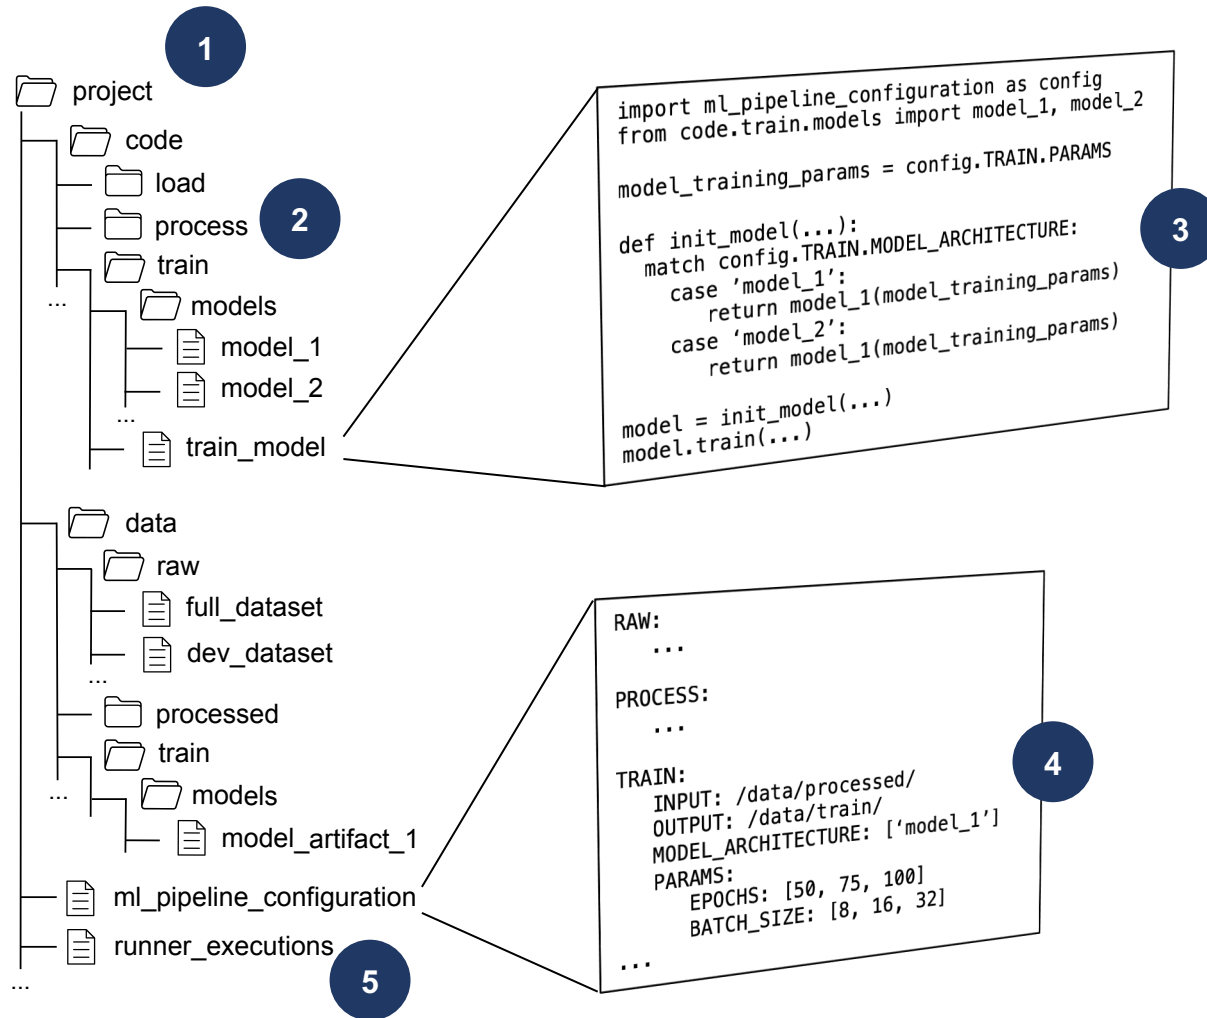 1
project
code
load
process
2
train
...
models
model_1
model_2
...
train_model
import ml_pipeline_configuration as config
from code.train.models import model_1, model_2
model_training_params = config.TRAIN.PARAMS
def init_model(...):
match config.TRAIN.MODEL_ARCHITECTURE:
case ‘model_1’:
return model_1(model_training_params)
case ‘model_2’:
return model_1(model_training_params)
model = init_model(...)
model.train(...)
3
data
raw
full_dataset
dev_dataset
...
processed
train
...
models
model_artifact_1
ml_pipeline_configuration
runner_executions
...
5
RAW:
...
PROCESS:
...
TRAIN:
INPUT: /data/processed/
OUTPUT: /data/train/
MODEL_ARCHITECTURE: [‘model_1’]
PARAMS:
EPOCHS: [50, 75, 100]
BATCH_SIZE: [8, 16, 32]
...
4